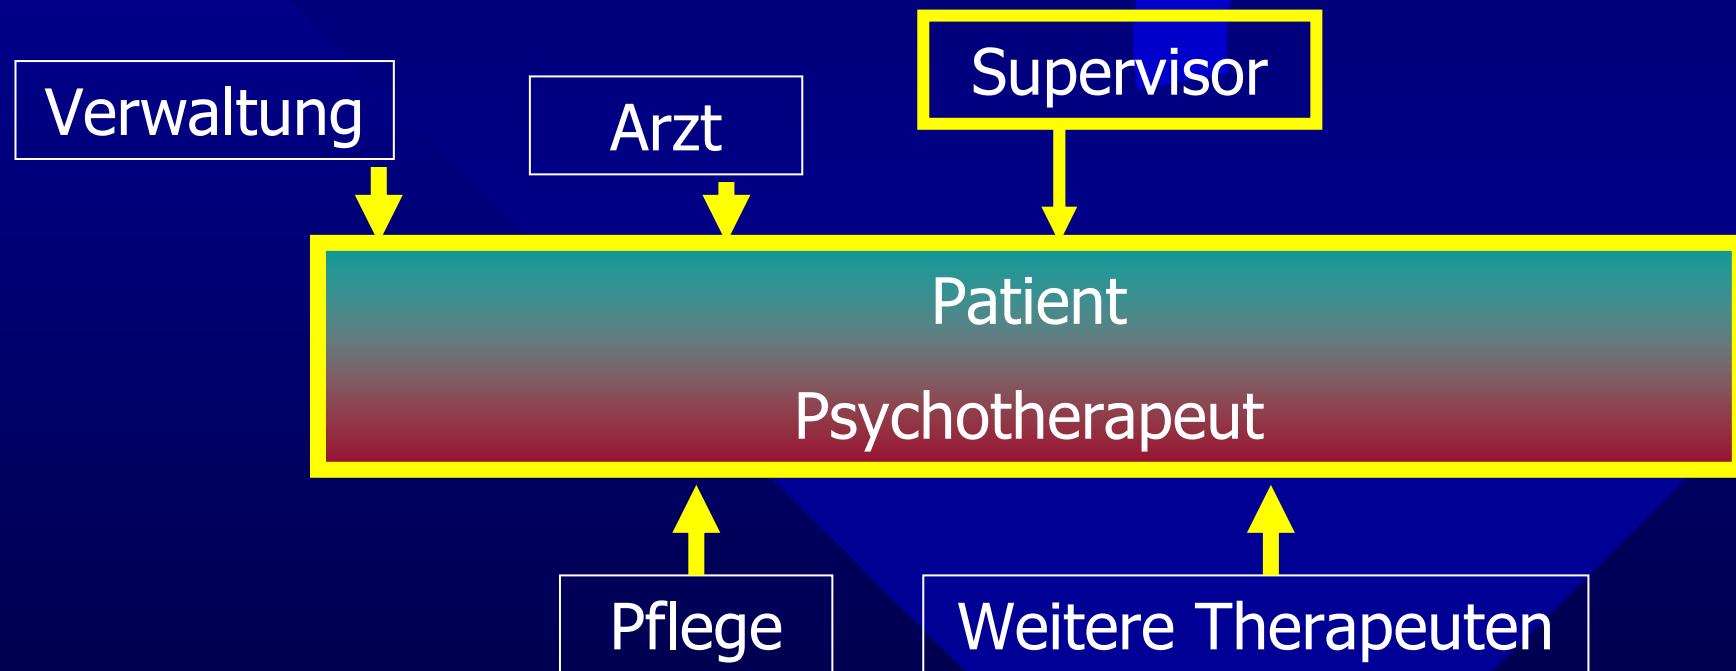 Supervisor
Verwaltung
Arzt
Patient
Psychotherapeut
Pflege
Weitere Therapeuten